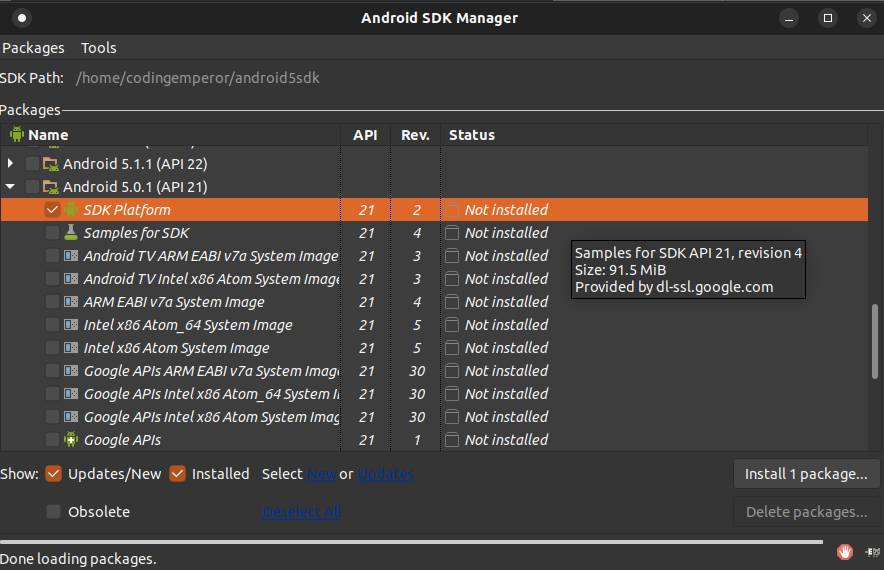 Android SDK Manager
Packages Tools
SDK Path: /home/codingemperor/android5sdk
Packages
Name API Rev. Status
Android 5.1.1 (API 22)
Android 5.0.1 (API 21)
SDK Platform 21 2 Not installed
Samples for SDK 21 4 Not installed
Android TV ARM EABI v7a System Image 21 3 Not installed
Android TV Intel x86 Atom System Image 21 3 Not installed
ARM EABI v7a System Image 21 4 Not installed
Intel x86 Atom_64 System Image 21 5 Not installed
Intel x86 Atom System Image 21 5 Not installed
Google APIs ARM EABI v7a System Image 21 30 Not installed
Google APIs Intel x86 Atom_64 System I 21 30 Not installed
Google APIs Intel x86 Atom System Imag 21 30 Not installed
Google APIs 21 1 Not installed
Samples for SDK API 21, revision 4
Size: 91.5 MiB
Provided by dl-ssl.google.com
Show: Updates/New Installed Select New or Updates Install 1 package...
Obsolete Deselect All Delete packages...
Done loading packages.